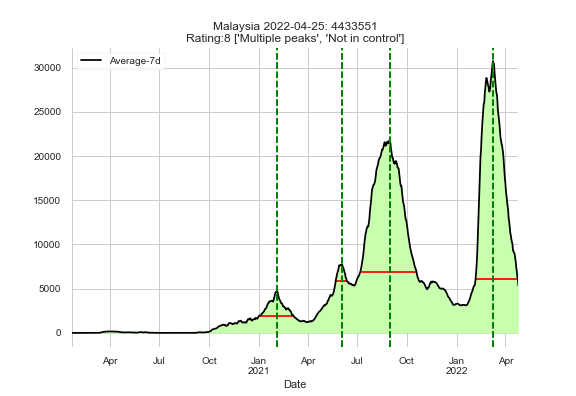 Malaysia 2022-04-25: 4433551
Rating:8 ['Multiple peaks', 'Not in control']
Average-7d
30000
25000
20000
15000
10000
5000
0
Apr Jul Oct Jan Apr Jul Oct Jan Apr
2021 2022
Date